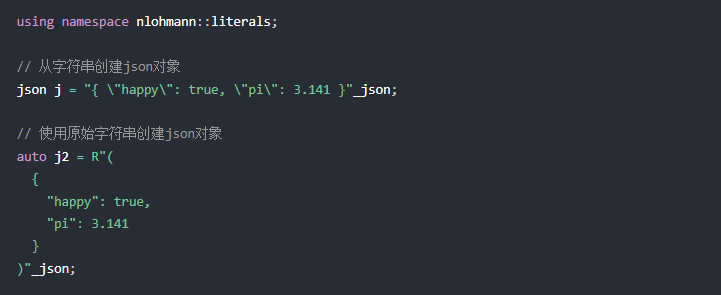 using namespace nlohmann::literals;
// 从字符串创建json对象
json j = "{ \"happy\": true, \"pi\": 3.141 }"_json;
// 使用原始字符串创建json对象
auto j2 = R"(
{
"happy": true,
"pi": 3.141
}
)"_json;